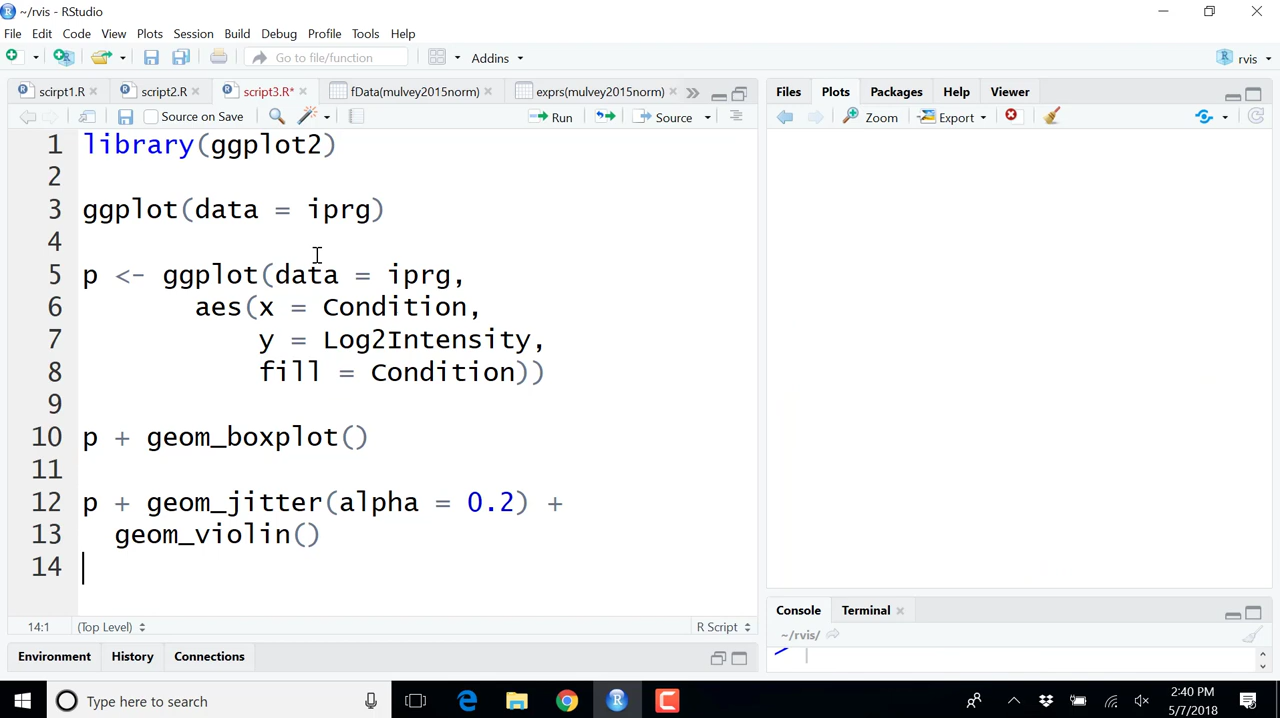 ~/rvis - RStudio
File Edit Code View Plots Session Build Debug Profile Tools Help
Go to file/function Addins rvis
scirpt1.R script2.R script3.R* fData(mulvey2015norm) exprs(mulvey2015norm)
Files Plots Packages Help Viewer
Source on Save Run Source
Zoom Export
1 library(ggplot2)
2
3 ggplot(data = iprg)
4
5 p <- ggplot(data = iprg,
6 aes(x = Condition,
7 y = Log2Intensity,
8 fill = Condition))
9
10 p + geom_boxplot()
11
12 p + geom_jitter(alpha = 0.2) +
13 geom_violin()
14
14:1 (Top Level) R Script
Console Terminal
~/rvis/
Environment History Connections
Type here to search
2:40 PM
5/7/2018